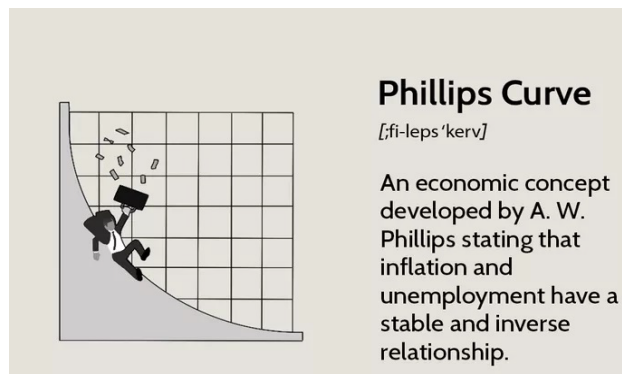 Phillips Curve
[;fi-leps ‘kerv]
An economic concept
developed by A. W.
Phillips stating that
inflation and
unemployment have a
stable and inverse
relationship.